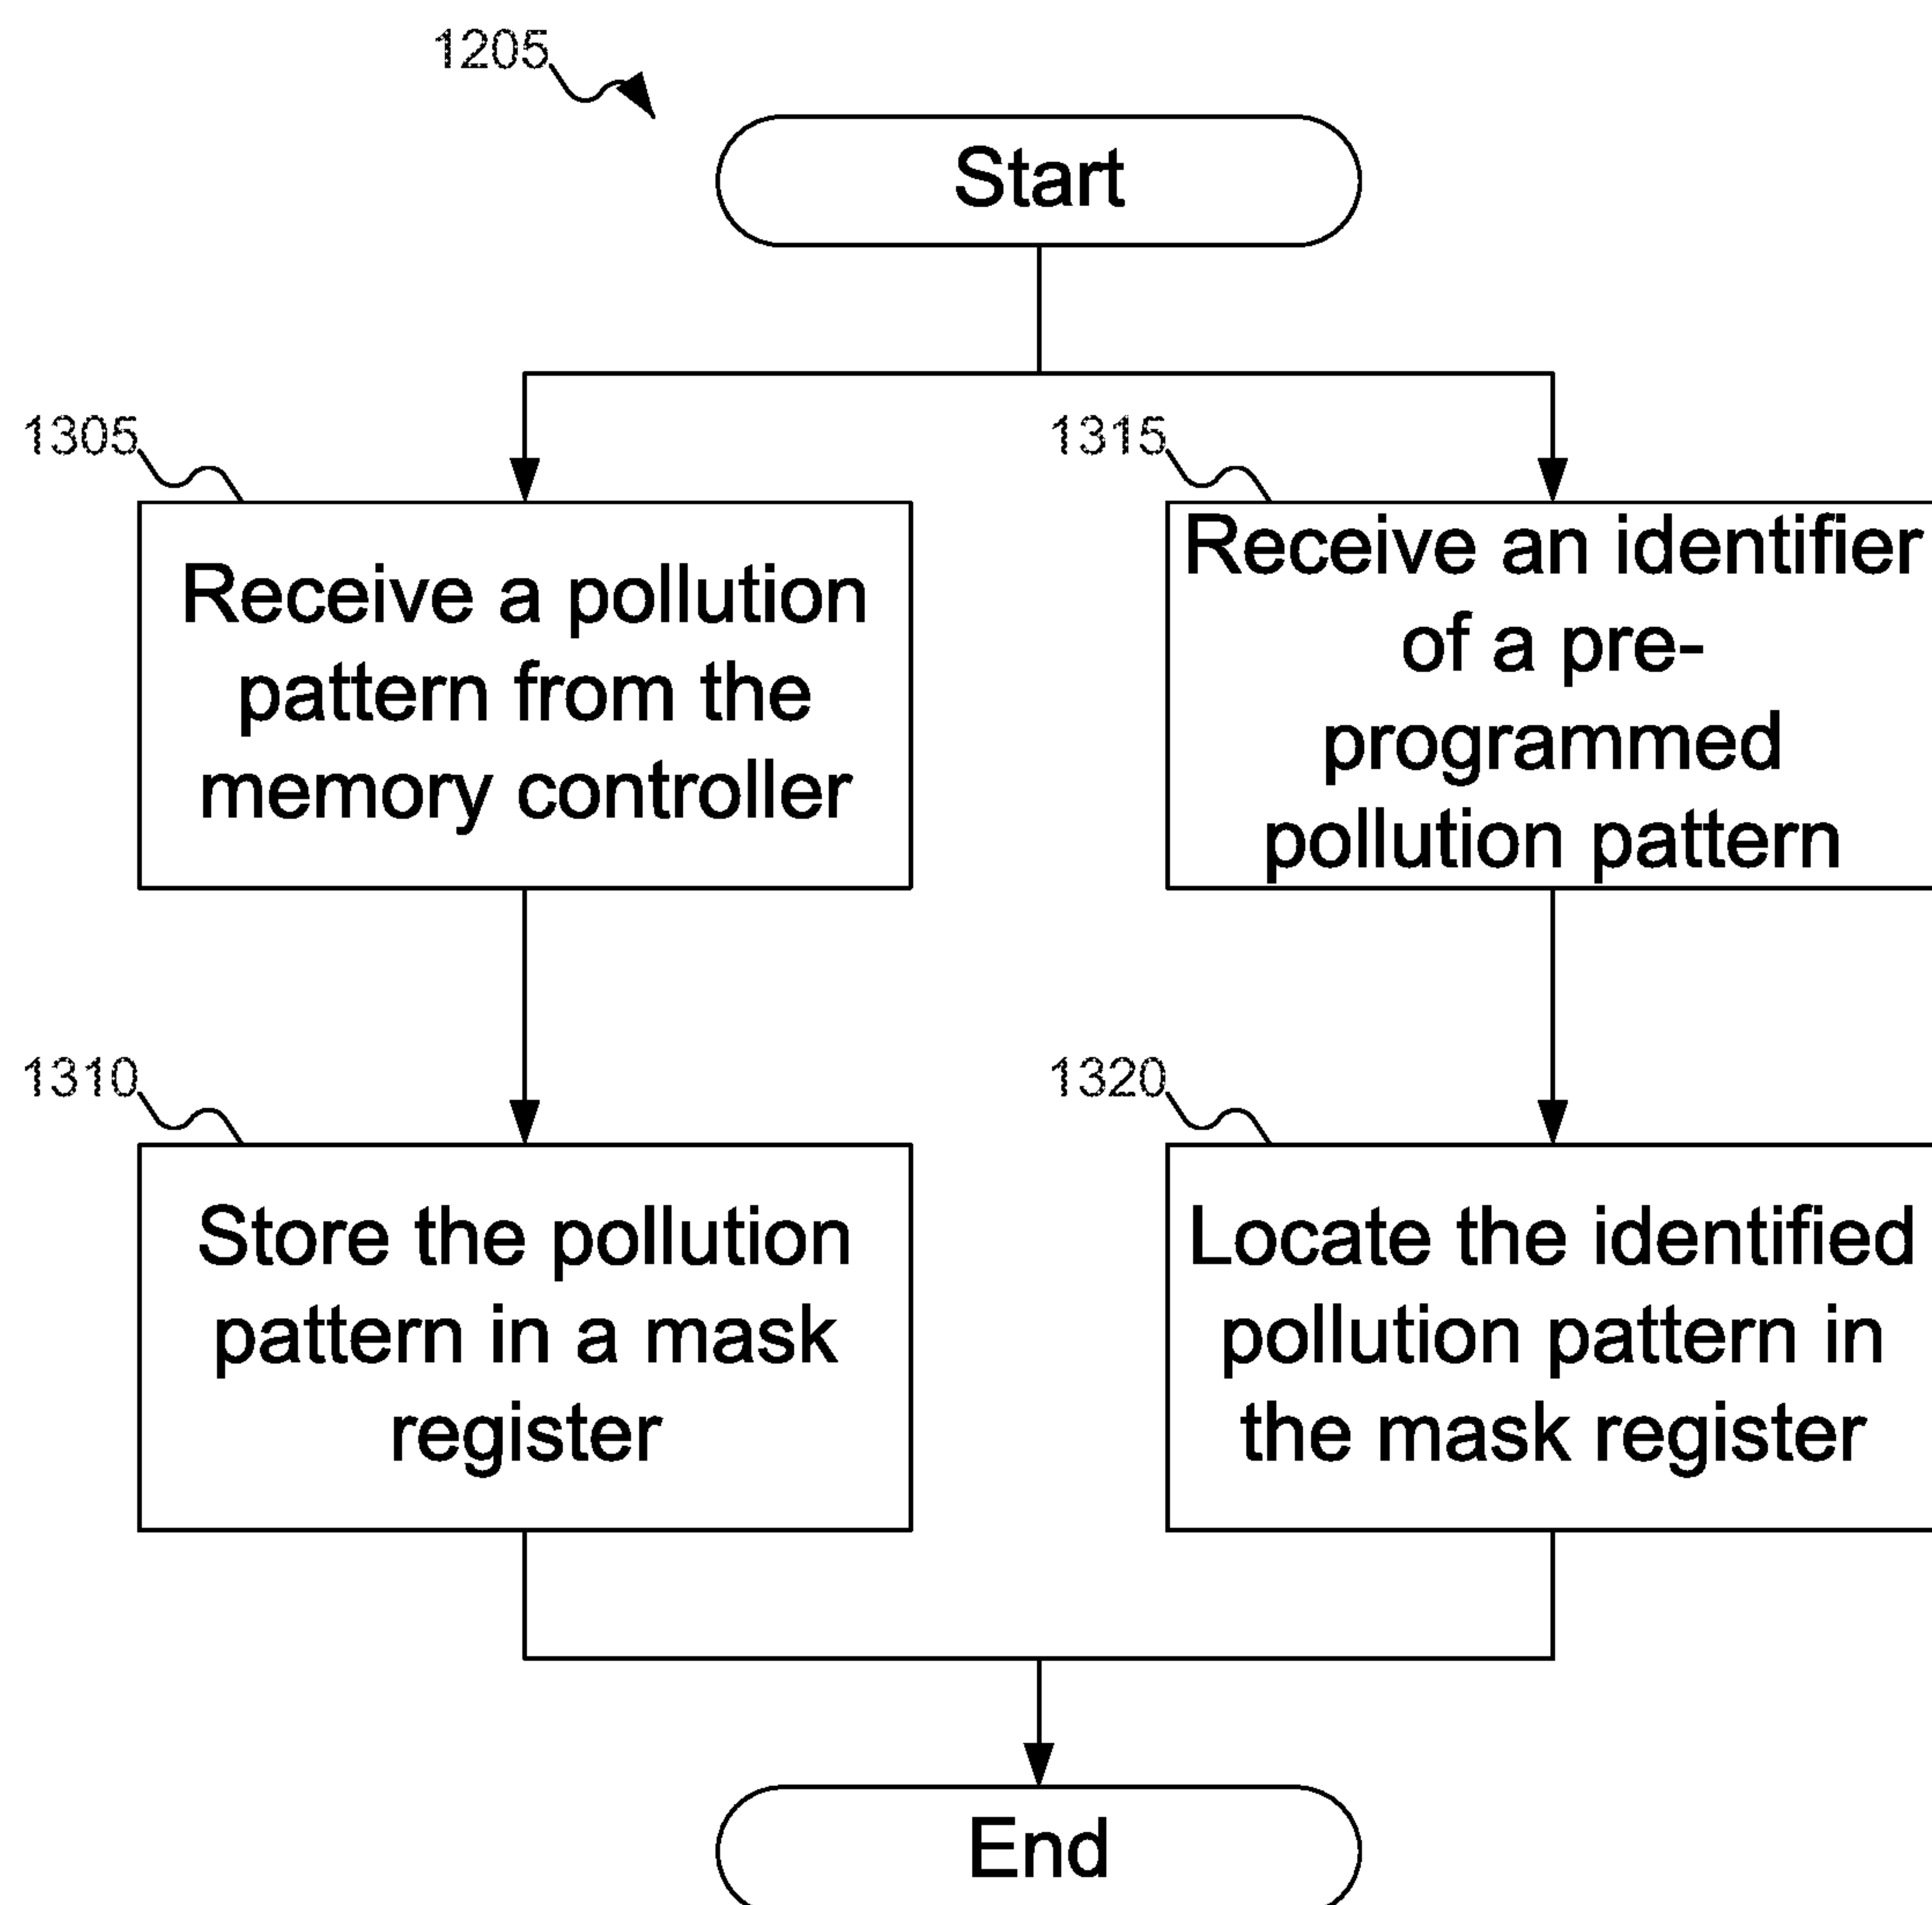 1205
Start
1305
Receive a pollution
pattern from the
memory controller
1315
Receive an identifier
of a pre-
programmed
pollution pattern
1310
Store the pollution
pattern in a mask
register
1320
Locate the identified
pollution pattern in
the mask register
End